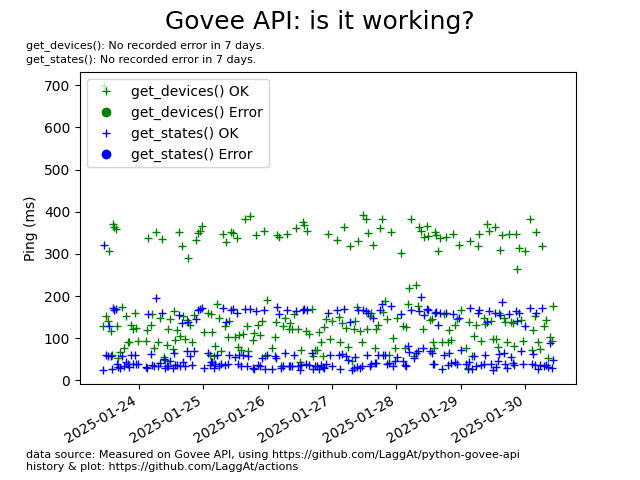 Govee API: is it working?
get_devices(): No recorded error in 7 days.
get_states(): No recorded error in 7 days.
700
600
500
400
300
200
100
0
Ping (ms)
get_devices() OK
get_devices() Error
get_states() OK
get_states() Error
2025-01-24
2025-01-25
2025-01-26
2025-01-27
2025-01-28
2025-01-29
2025-01-30
data source: Measured on Govee API, using https://github.com/LaggAt/python-govee-api
history & plot: https://github.com/LaggAt/actions